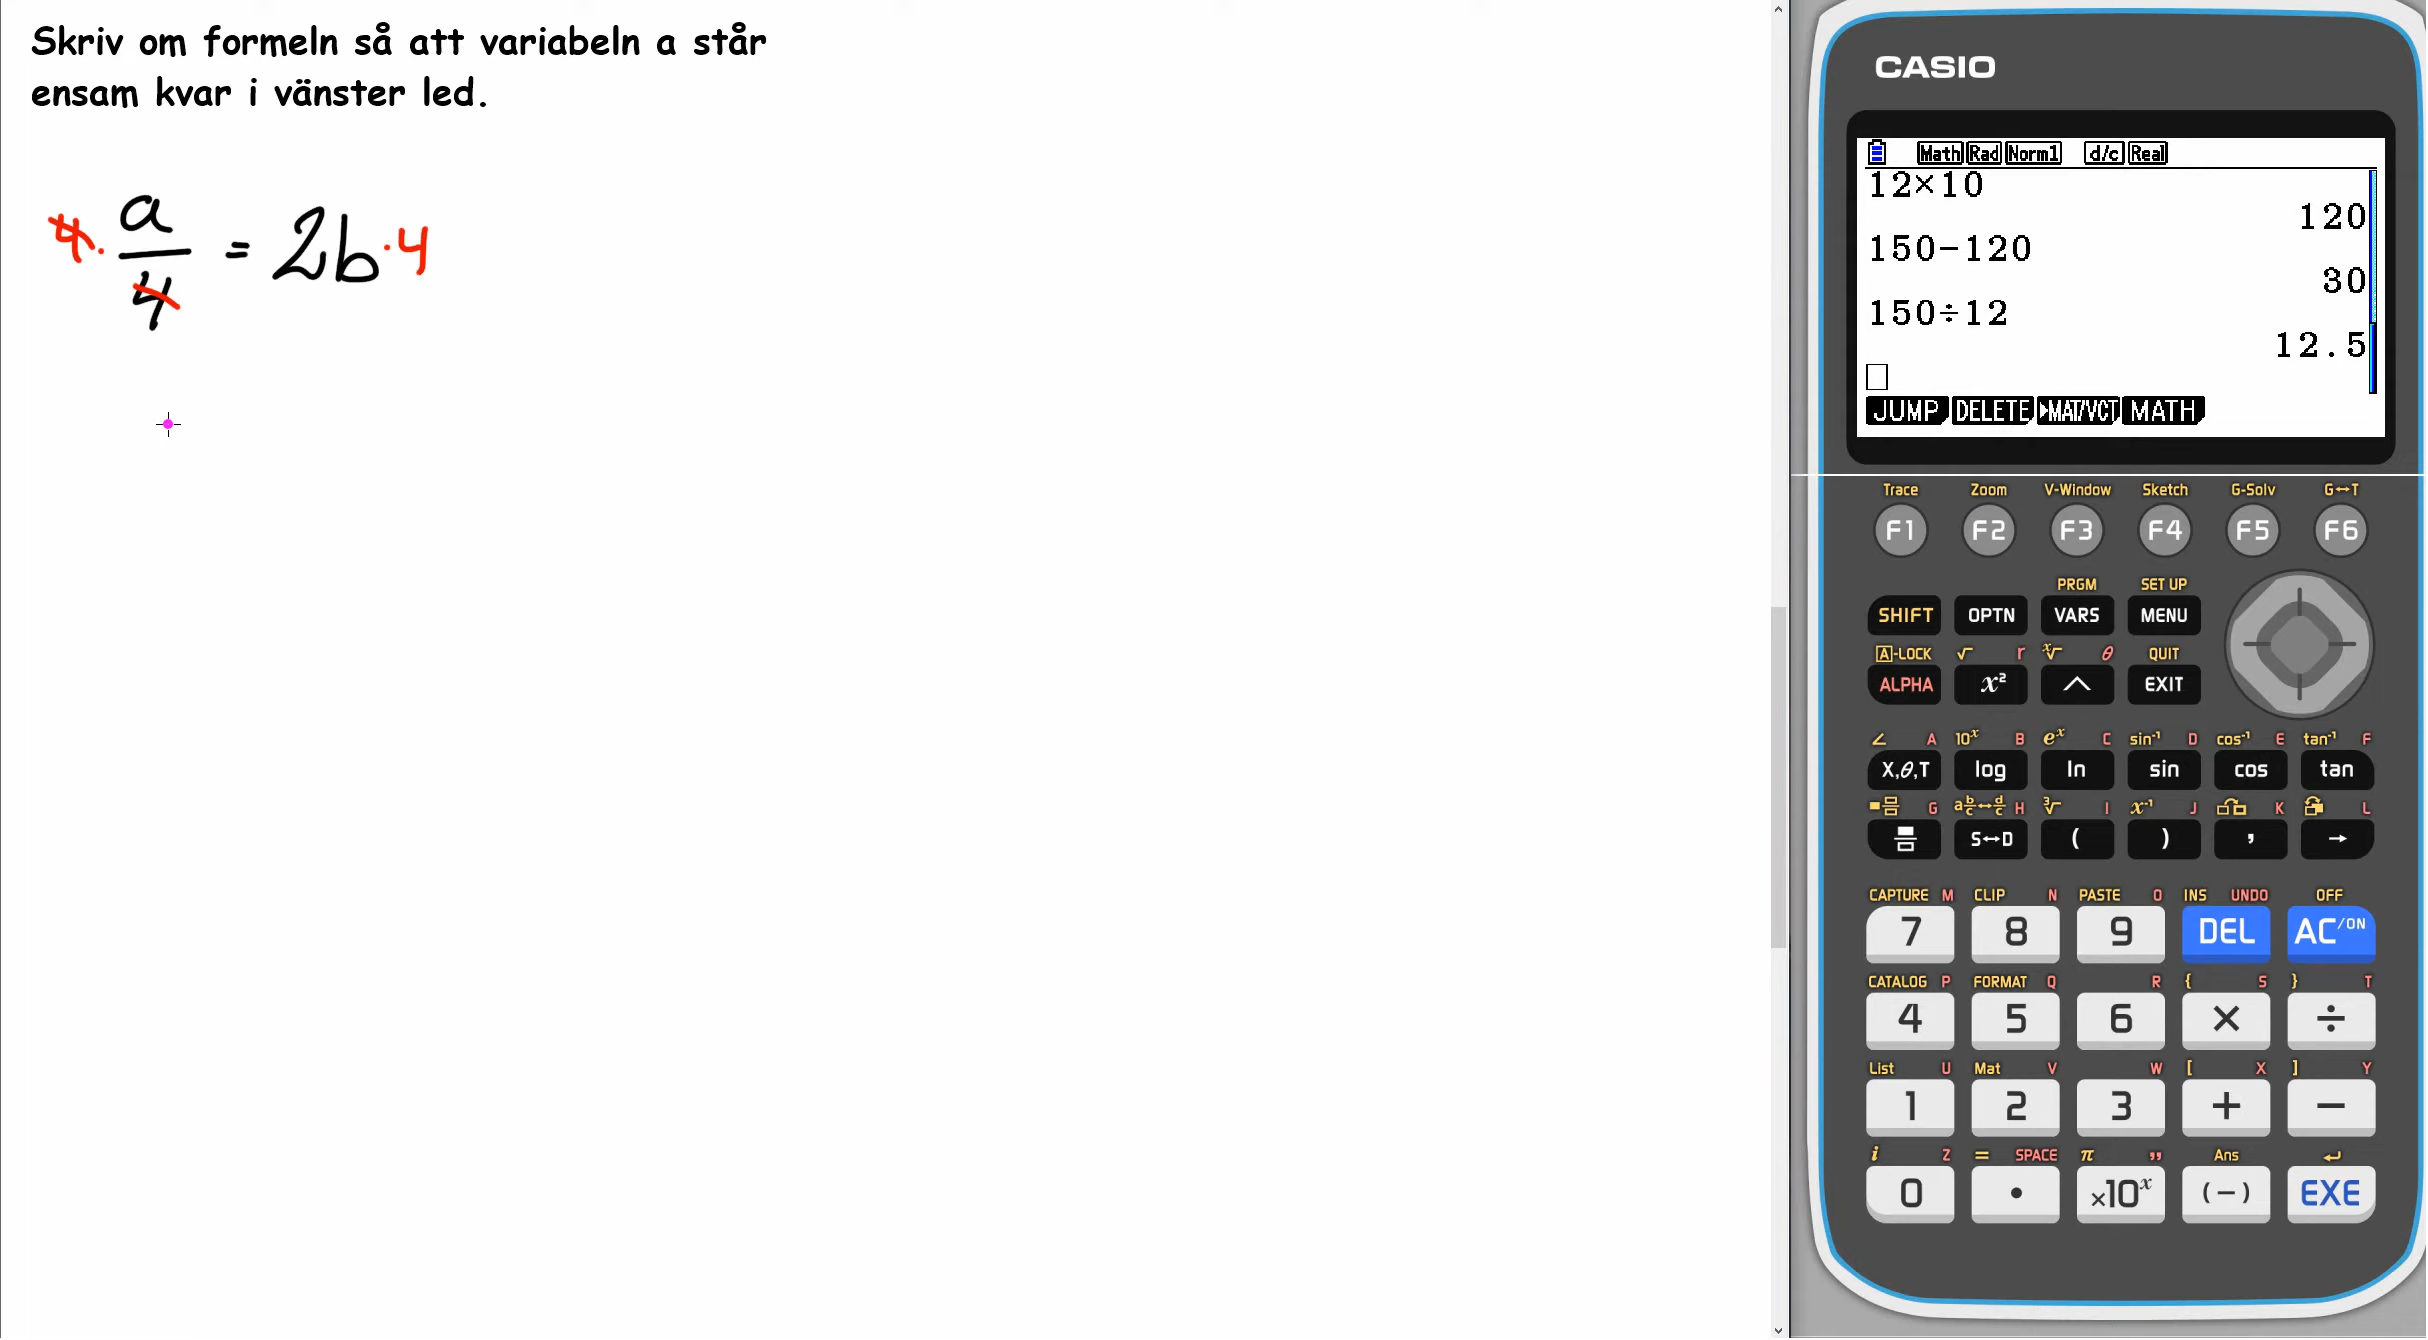 Skriv om formeln så att variabeln a står
ensam kvar i vänster led.
4· a/4 = 2b ·4
CASIO
Math Rad Norm1 d/c Real
12×10
120
150−120
30
150÷12
12.5
JUMP DELETE ▶MAT/VCT MATH
Trace Zoom V-Window Sketch G-Solv G↔T
F1 F2 F3 F4 F5 F6
PRGM SET UP
SHIFT OPTN VARS MENU
A-LOCK √ r ˣ√ θ QUIT
ALPHA x² ^ EXIT
∠ A 10ˣ B eˣ C sin⁻¹ D cos⁻¹ E tan⁻¹ F
X,θ,T log ln sin cos tan
G a b/c↔d/c H ³√ I x⁻¹ J K L
S↔D ( ) , →
CAPTURE M CLIP N PASTE O INS UNDO OFF
7 8 9 DEL AC/ON
CATALOG P FORMAT Q R { S } T
4 5 6 × ÷
List U Mat V W [ X ] Y
1 2 3 + −
i Z = SPACE π " Ans ↵
0 • ×10ˣ (−) EXE